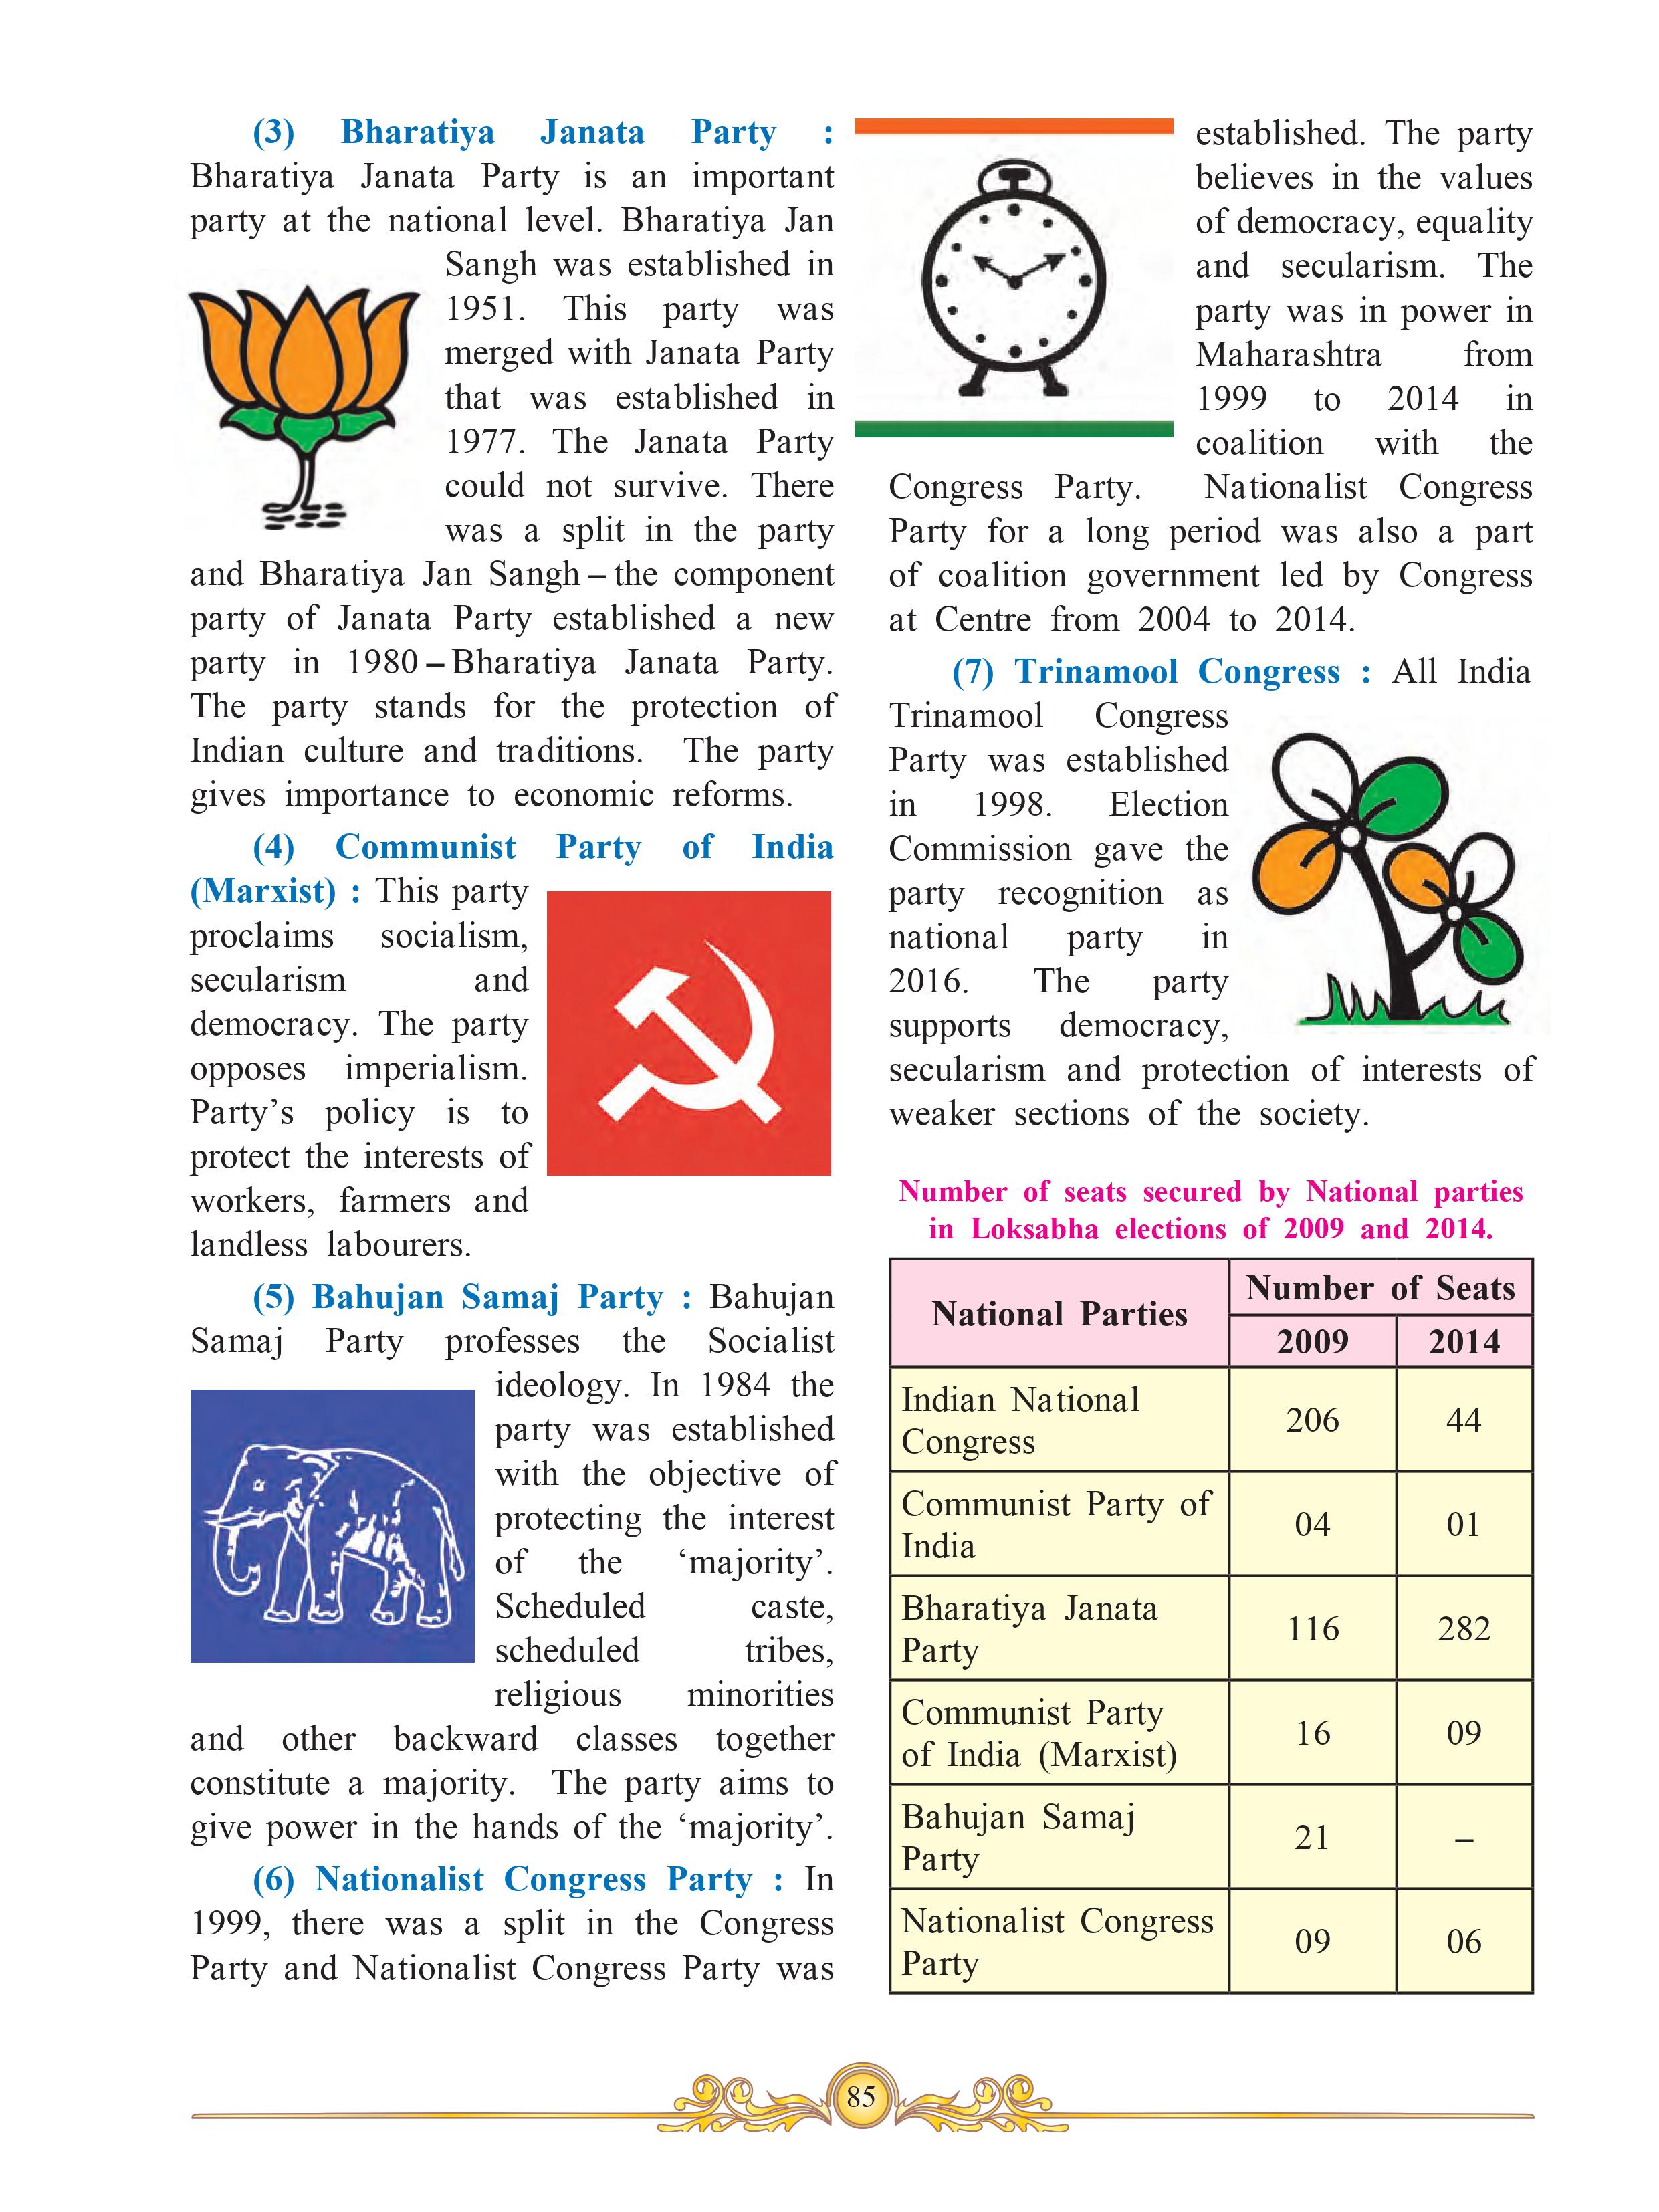 (3) Bharatiya Janata Party :
Bharatiya Janata Party is an important
party at the national level. Bharatiya Jan
Sangh was established in
1951. This party was
merged with Janata Party
that was established in
1977. The Janata Party
could not survive. There
was a split in the party
and Bharatiya Jan Sangh – the component
party of Janata Party established a new
party in 1980 – Bharatiya Janata Party.
The party stands for the protection of
Indian culture and traditions. The party
gives importance to economic reforms.
(4) Communist Party of India
(Marxist) : This party
proclaims socialism,
secularism and
democracy. The party
opposes imperialism.
Party’s policy is to
protect the interests of
workers, farmers and
landless labourers.
(5) Bahujan Samaj Party : Bahujan
Samaj Party professes the Socialist
ideology. In 1984 the
party was established
with the objective of
protecting the interest
of the ‘majority’.
Scheduled caste,
scheduled tribes,
religious minorities
and other backward classes together
constitute a majority. The party aims to
give power in the hands of the ‘majority’.
(6) Nationalist Congress Party : In
1999, there was a split in the Congress
Party and Nationalist Congress Party was
established. The party
believes in the values
of democracy, equality
and secularism. The
party was in power in
Maharashtra from
1999 to 2014 in
coalition with the
Congress Party. Nationalist Congress
Party for a long period was also a part
of coalition government led by Congress
at Centre from 2004 to 2014.
(7) Trinamool Congress : All India
Trinamool Congress
Party was established
in 1998. Election
Commission gave the
party recognition as
national party in
2016. The party
supports democracy,
secularism and protection of interests of
weaker sections of the society.
Number of seats secured by National parties
in Loksabha elections of 2009 and 2014.
National Parties Number of Seats
2009 2014
Indian National
Congress 206 44
Communist Party of
India 04 01
Bharatiya Janata
Party 116 282
Communist Party
of India (Marxist) 16 09
Bahujan Samaj
Party 21 –
Nationalist Congress
Party 09 06
85